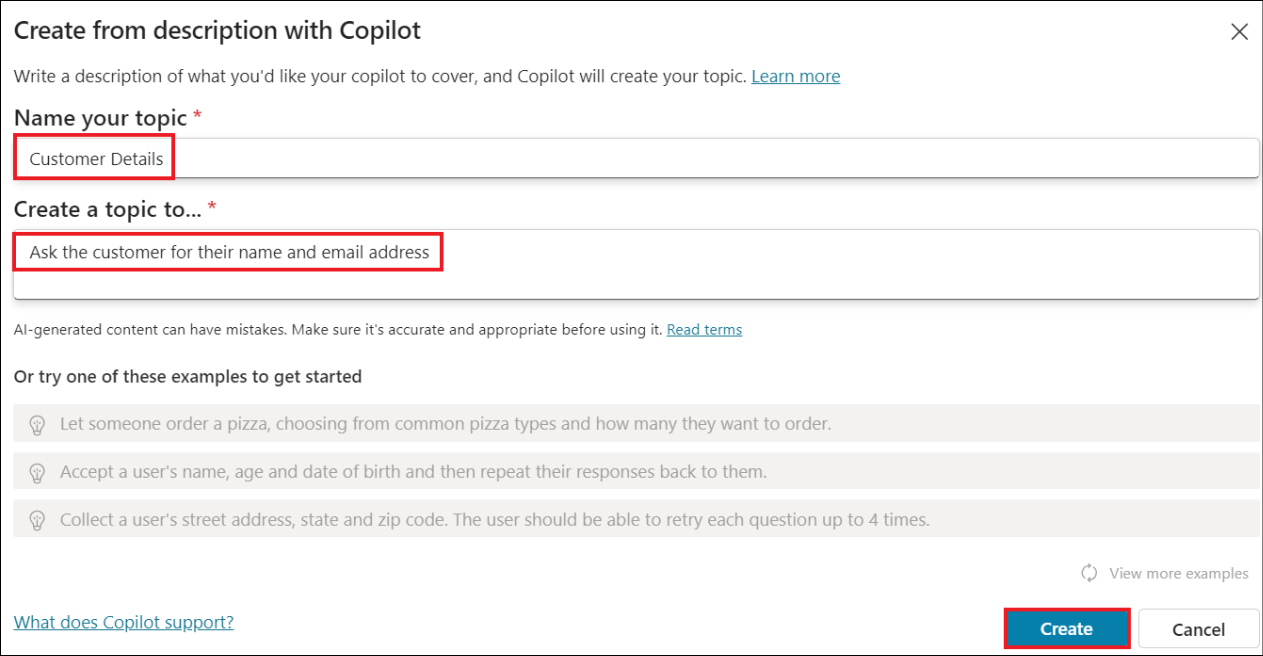 Create from description with Copilot
Write a description of what you'd like your copilot to cover, and Copilot will create your topic. Learn more
Name your topic *
Customer Details
Create a topic to... *
Ask the customer for their name and email address
AI-generated content can have mistakes. Make sure it's accurate and appropriate before using it. Read terms
Or try one of these examples to get started
Let someone order a pizza, choosing from common pizza types and how many they want to order.
Accept a user's name, age and date of birth and then repeat their responses back to them.
Collect a user's street address, state and zip code. The user should be able to retry each question up to 4 times.
View more examples
What does Copilot support?
Create
Cancel